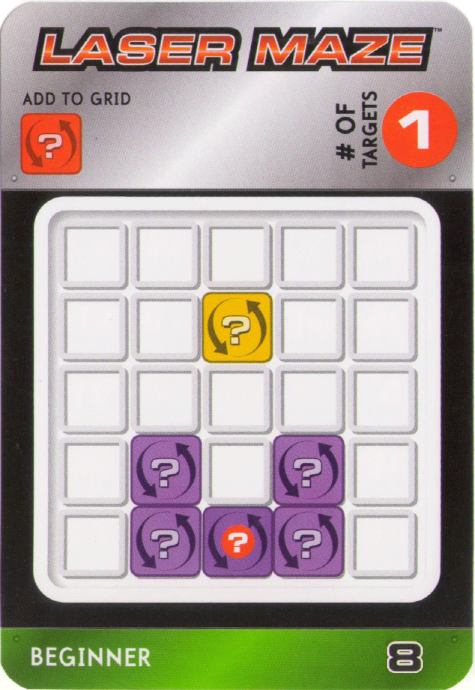 LASER MAZE™
ADD TO GRID
?
# OF
TARGETS
1
?
?
?
?
?
?
BEGINNER
8